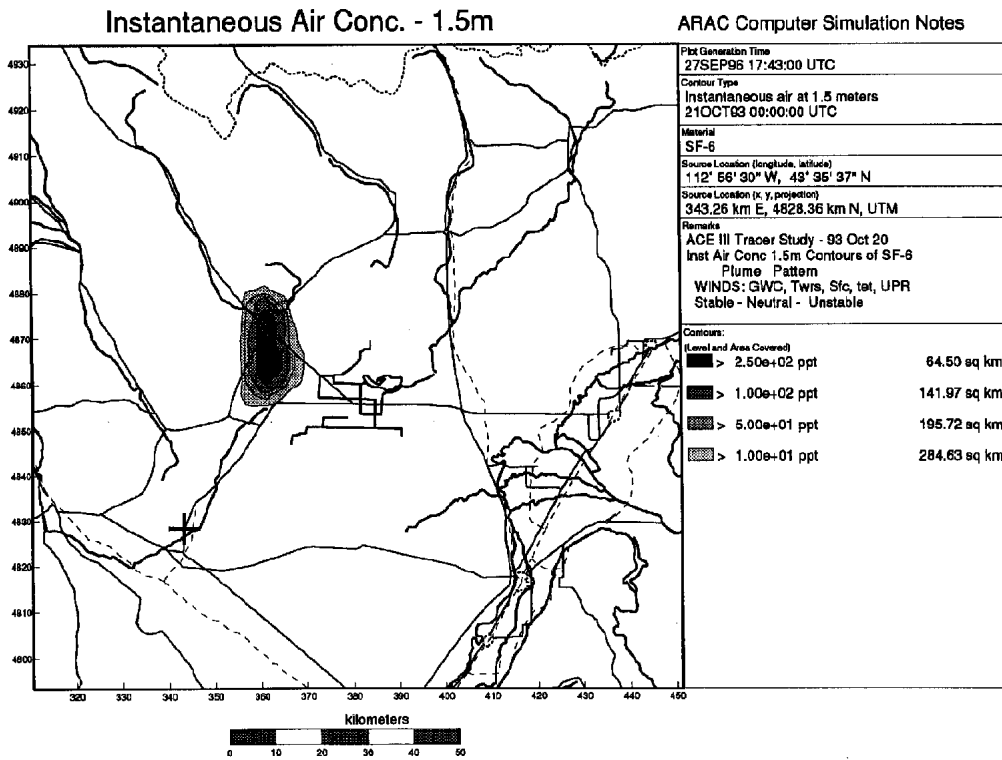 Instantaneous Air Conc. - 1.5m
ARAC Computer Simulation Notes
Plot Generation Time
27SEP96 17:43:00 UTC
Contour Type
Instantaneous air at 1.5 meters
21OCT93 00:00:00 UTC
Material
SF-6
Source Location (longitude, latitude)
112° 56' 30" W, 43° 35' 37" N
Source Location (x, y, projection)
343.26 km E, 4828.36 km N, UTM
Remarks
ACE III Tracer Study - 93 Oct 20
Inst Air Conc 1.5m Contours of SF-6
Plume Pattern
WINDS: GWC, Twrs, Sfc, tet, UPR
Stable - Neutral - Unstable
Contours:
(Level and Area Covered)
> 2.50e+02 ppt 64.50 sq km
> 1.00e+02 ppt 141.97 sq km
> 5.00e+01 ppt 195.72 sq km
> 1.00e+01 ppt 284.63 sq km
4930
4920
4910
4900
4890
4880
4870
4860
4850
4840
4830
4820
4810
4800
320 330 340 350 360 370 380 390 400 410 420 430 440 450
kilometers
0 10 20 30 40 50